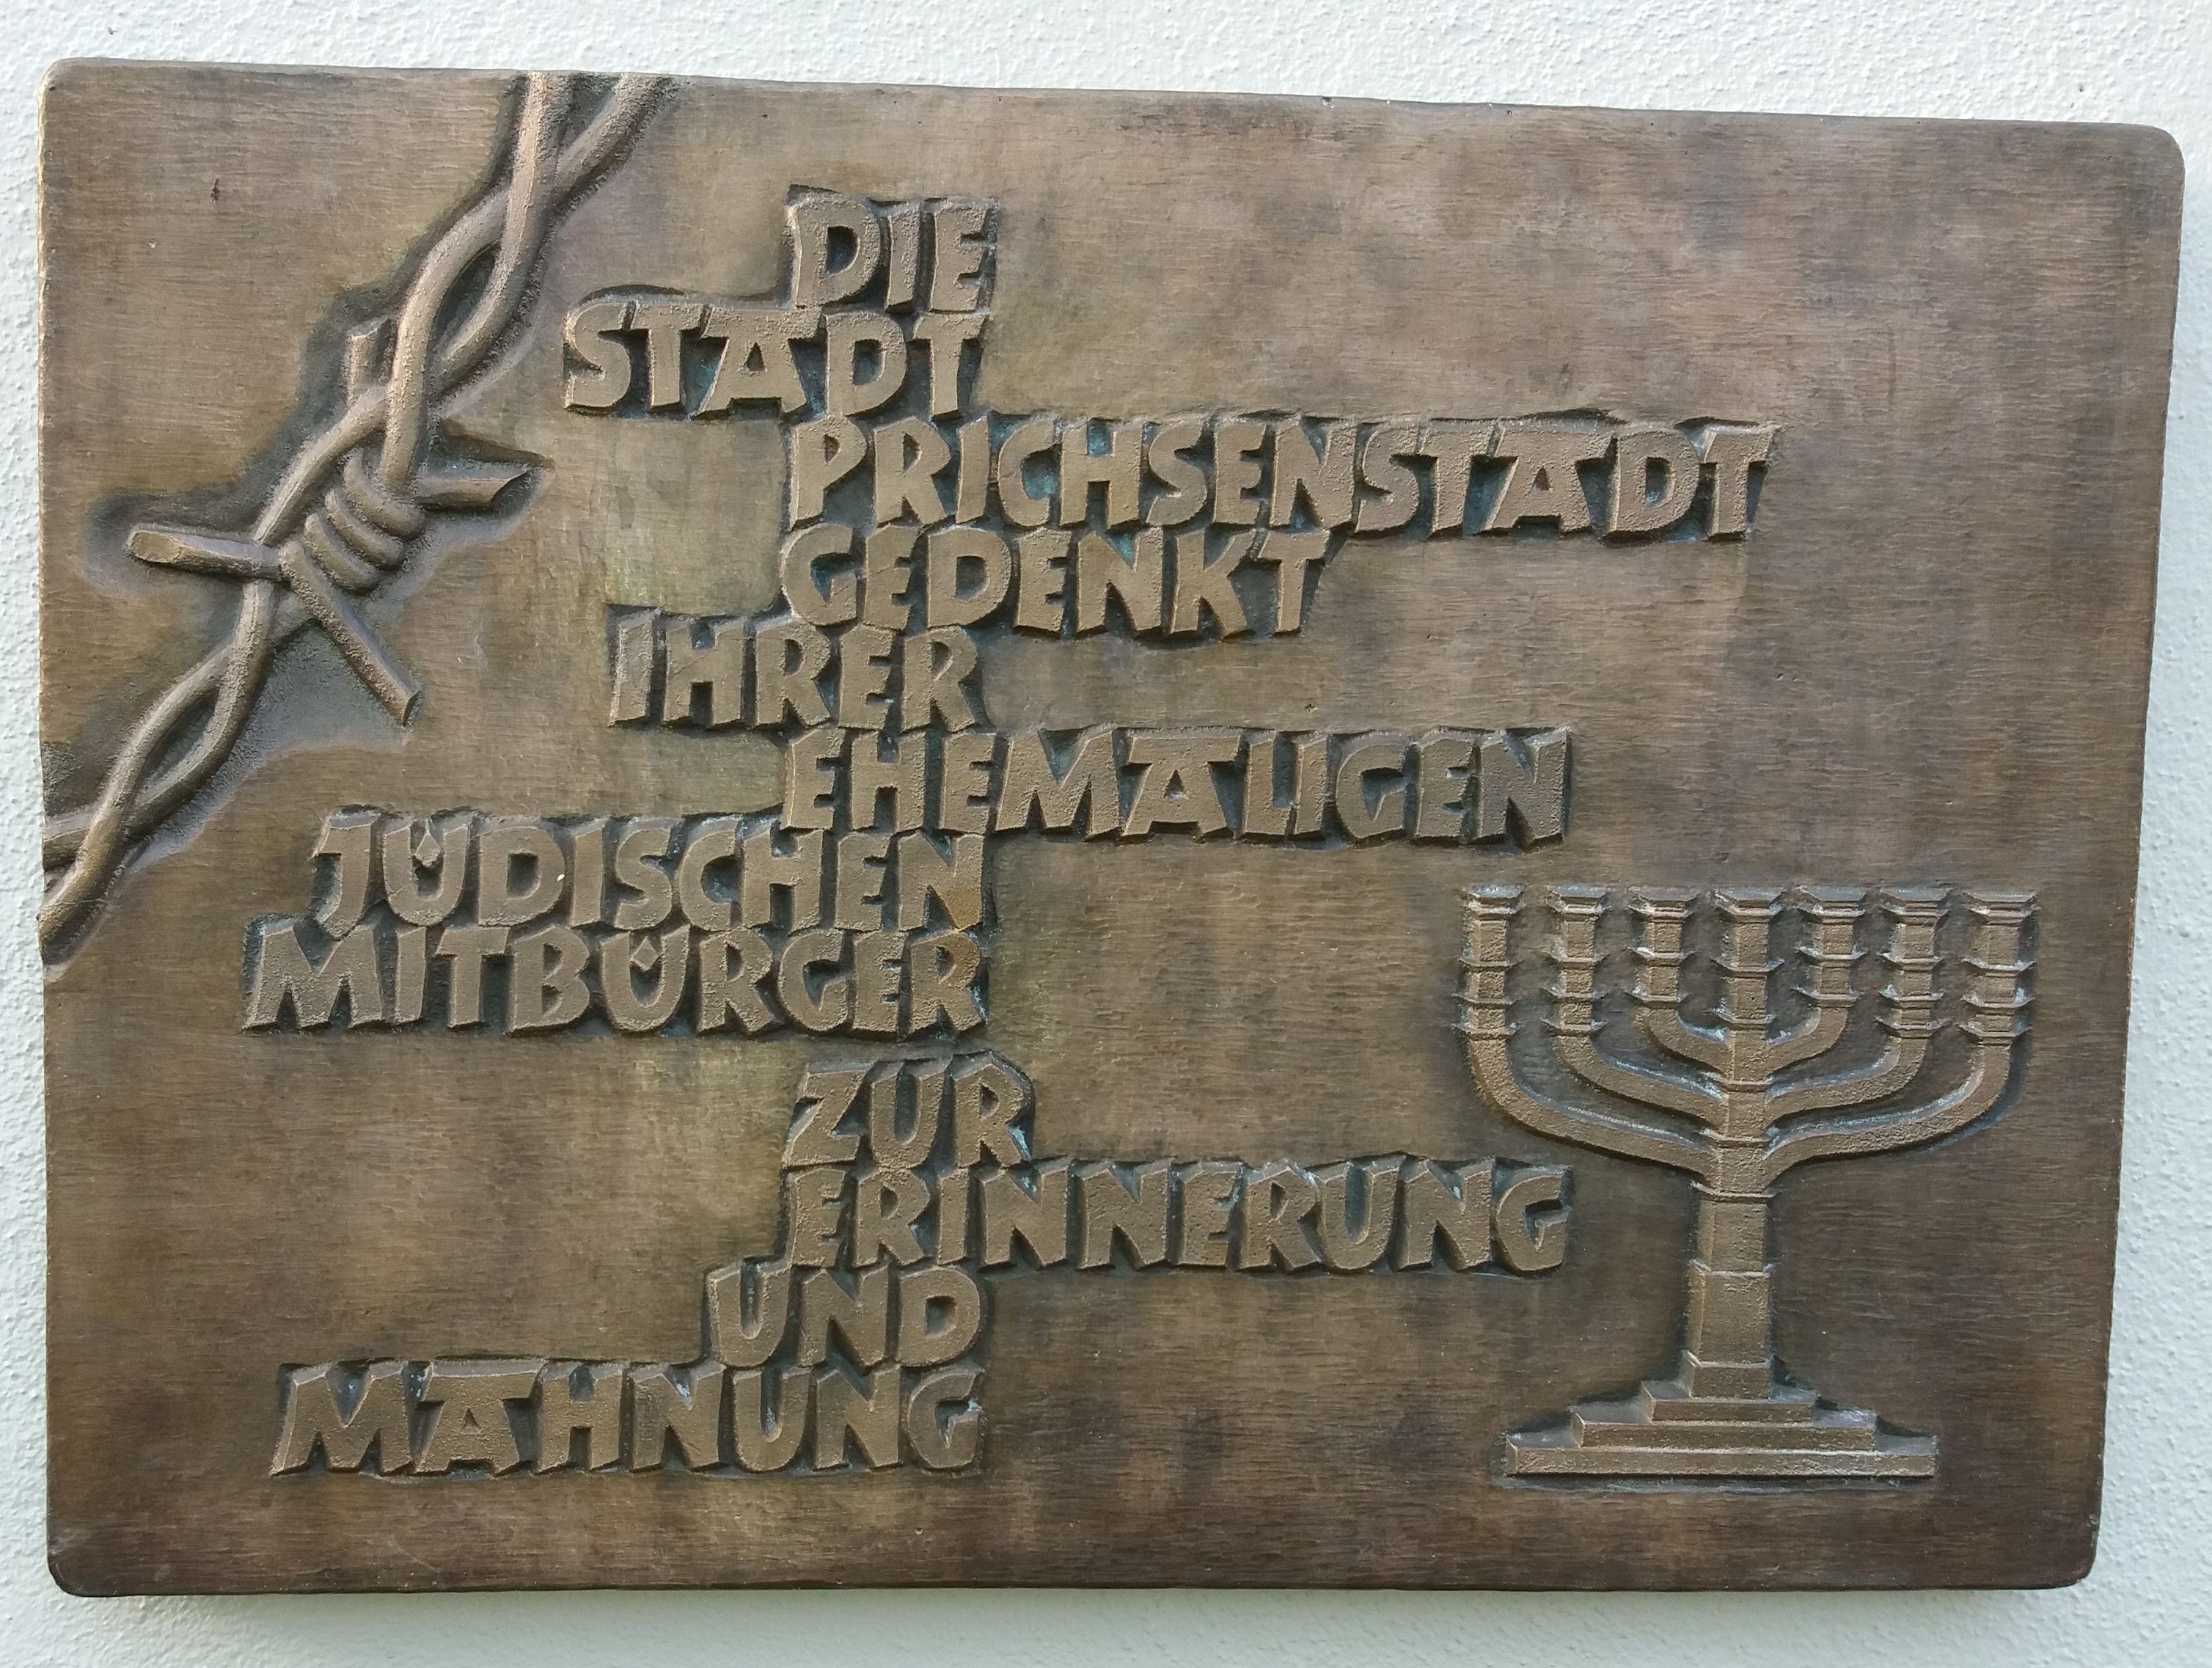 DIE
STADT
PRICHSENSTADT
GEDENKT
IHRER
EHEMALIGEN
JÜDISCHEN
MITBÜRGER
ZUR
ERINNERUNG
UND
MAHNUNG